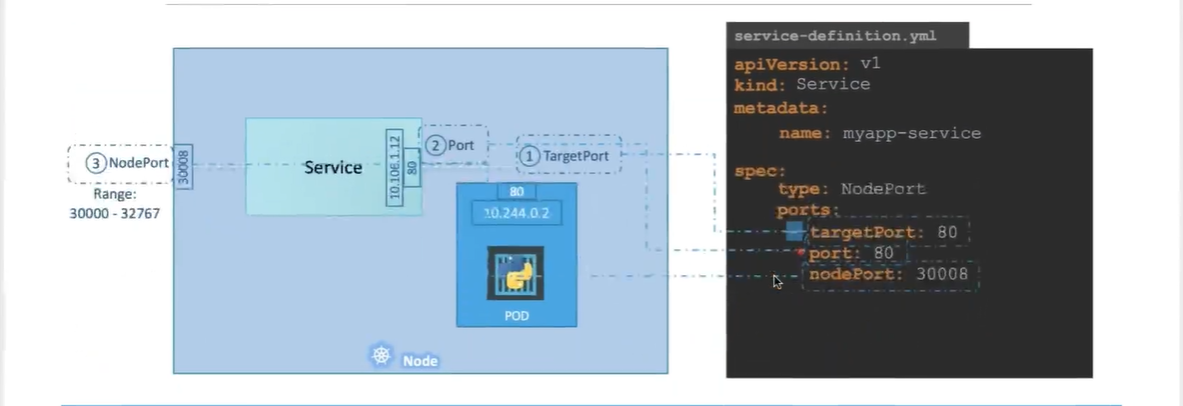 service-definition.yml
apiVersion: v1
kind: Service
metadata:
name: myapp-service
spec:
type: NodePort
ports:
targetPort: 80
port: 80
nodePort: 30008
3 NodePort
Range:
30000 - 32767
30008
Service
10.106.1.12
80
2 Port
1 TargetPort
80
10.244.0.2
POD
Node